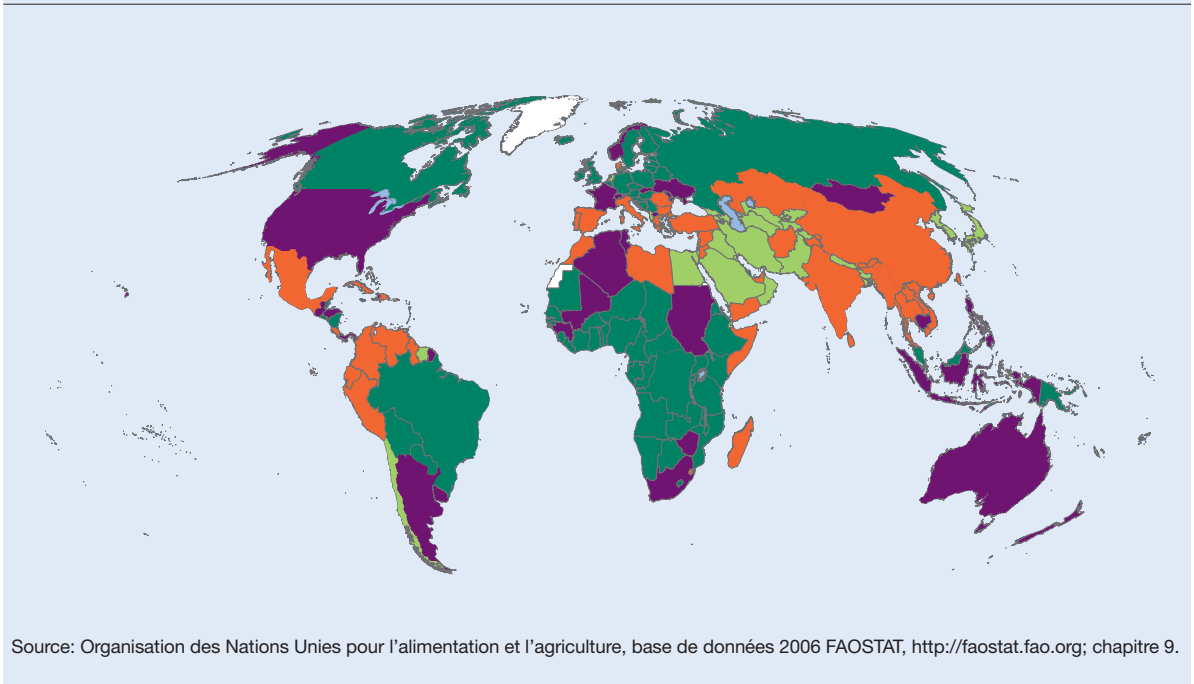 Source: Organisation des Nations Unies pour l'alimentation et l'agriculture, base de données 2006 FAOSTAT, http://faostat.fao.org; chapitre 9.